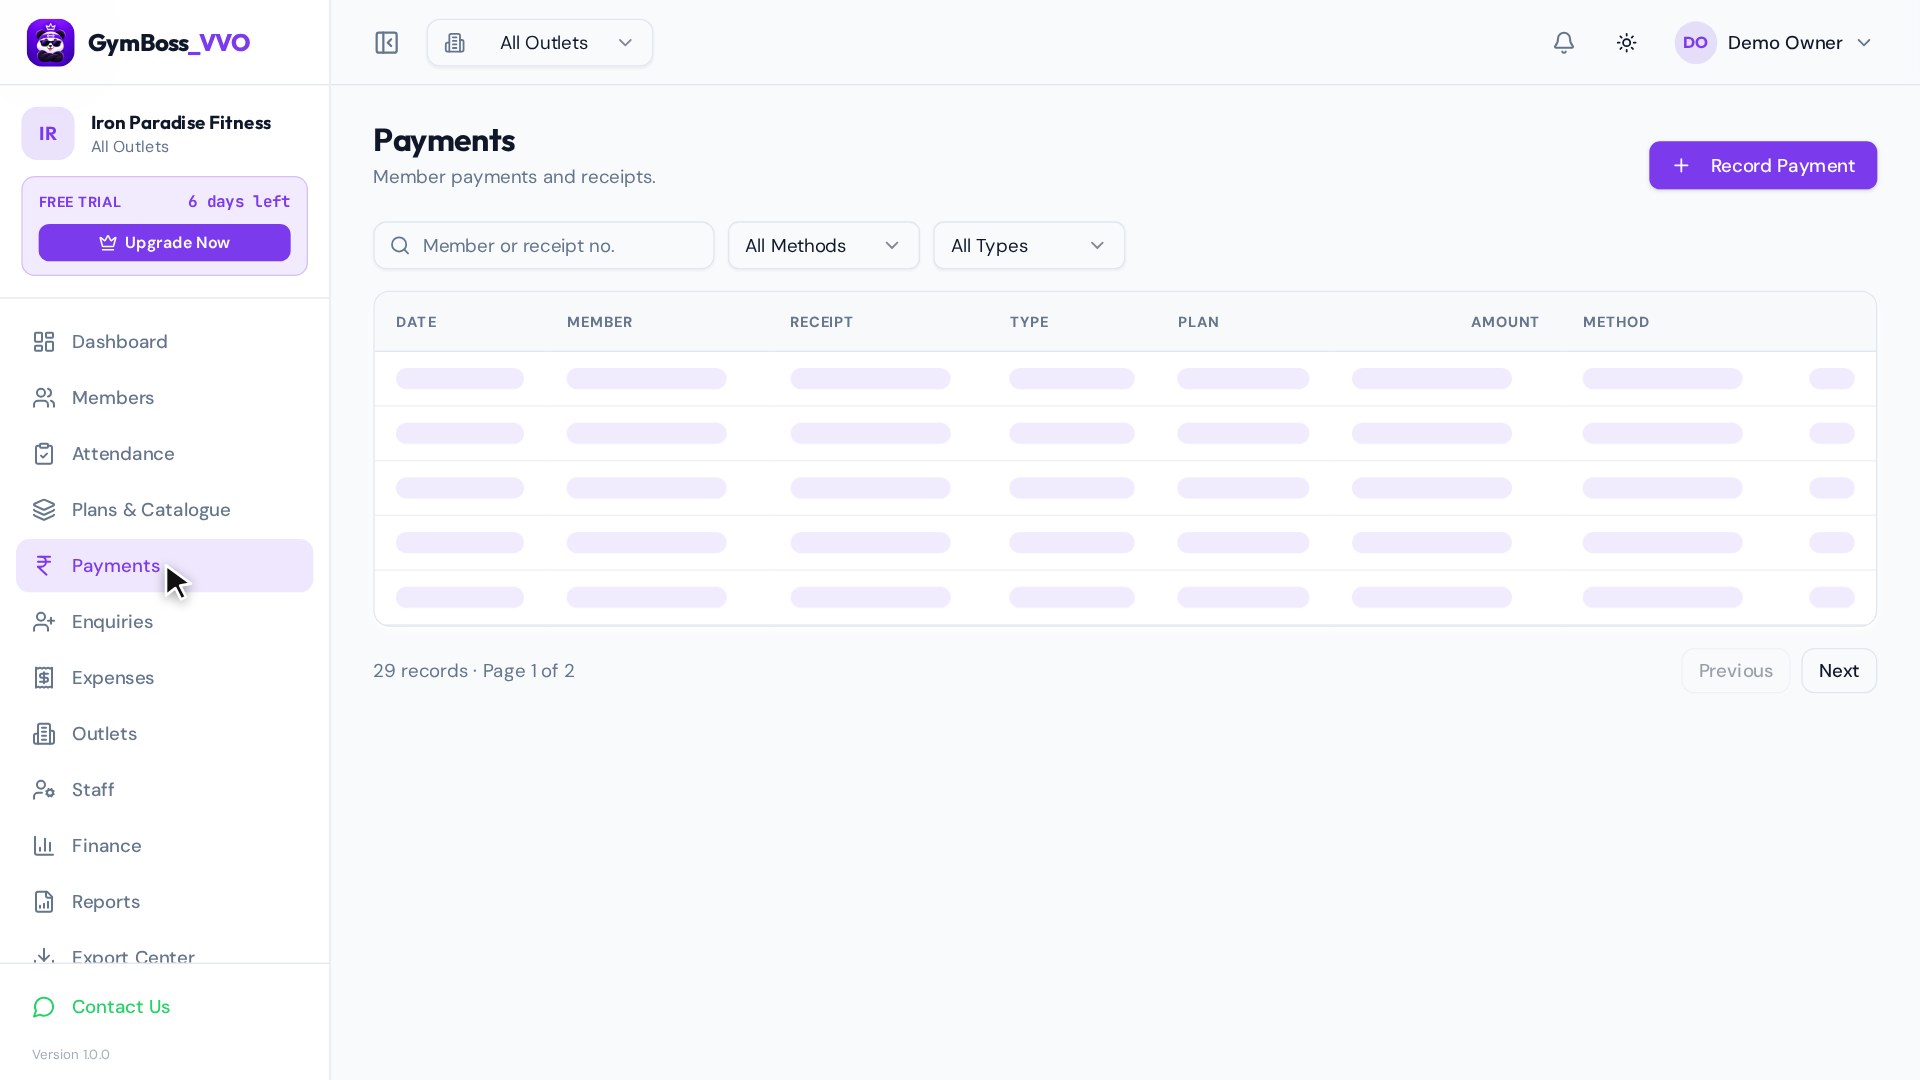 GymBoss_VVO
All Outlets
DO
Demo Owner
IR
Iron Paradise Fitness
All Outlets
FREE TRIAL
6 days left
Upgrade Now
Dashboard
Members
Attendance
Plans & Catalogue
Payments
Enquiries
Expenses
Outlets
Staff
Finance
Reports
Export Center
Contact Us
Version 1.0.0
Payments
Member payments and receipts.
Record Payment
Member or receipt no.
All Methods
All Types
DATE MEMBER RECEIPT TYPE PLAN AMOUNT METHOD
29 records · Page 1 of 2
Previous
Next